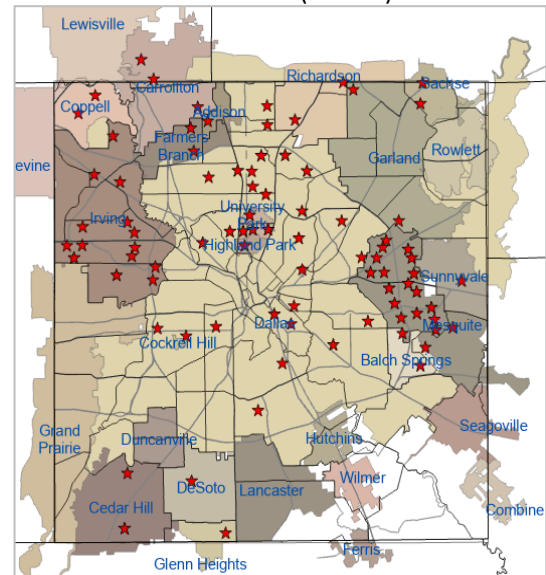 Lewisville
Carrollton
Richardson
Sachse
Coppell
Addison
Farmers
Branch
Garland
Rowlett
evine
Irving
University
Park
Highland Park
Sunnyvale
Dallas
Mesquite
Cockrell Hill
Balch Springs
Grand
Prairie
Duncanville
Hutchins
Seagoville
Cedar Hill
DeSoto
Lancaster
Wilmer
Combine
Glenn Heights
Ferris